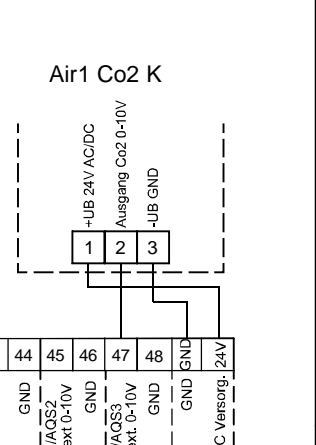 Air1 Co2 K
+UB 24V AC/DC
Ausgang Co2 0-10V
-UB GND
1 2 3
44 45 46 47 48 GND 24V
GND
/AQS2
ext 0-10V
GND
/AQS3
ext. 0-10V
GND
GND
C Versorg.